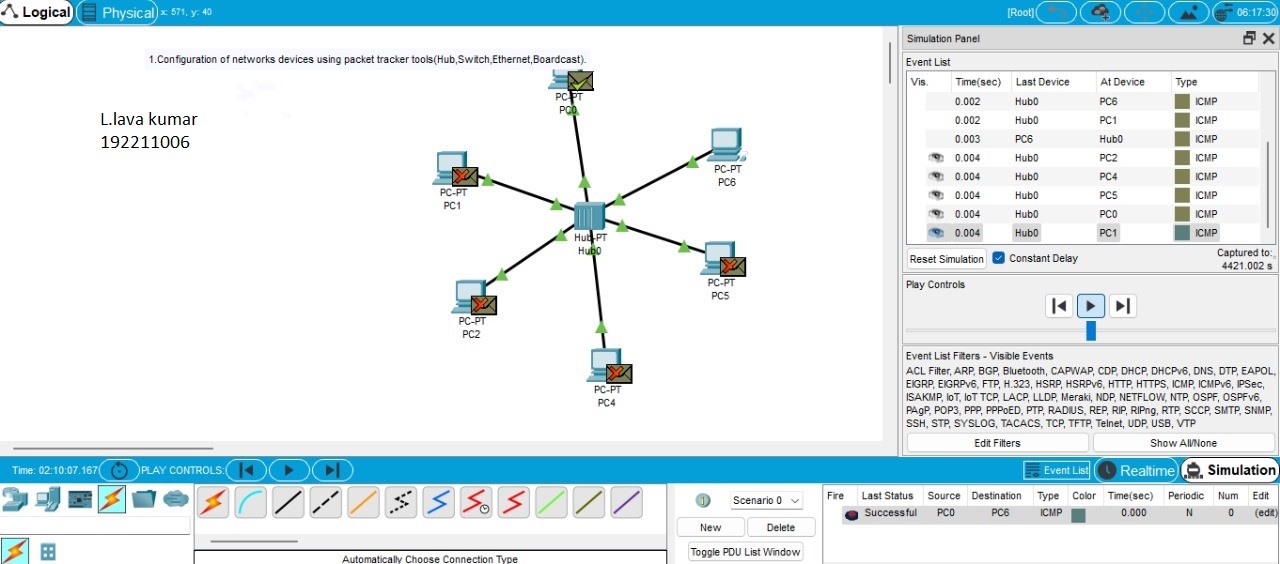 Logical Physical x: 571, y: 40 [Root] 06:17:30
1.Configuration of networks devices using packet tracker tools(Hub,Switch,Ethernet,Boardcast).
L.lava kumar
192211006
PC-PT
PC0
PC-PT
PC6
PC-PT
PC1
Hub-PT
Hub0
PC-PT
PC5
PC-PT
PC2
PC-PT
PC4
Simulation Panel
Event List
Vis. Time(sec) Last Device At Device Type
0.002 Hub0 PC6 ICMP
0.002 Hub0 PC1 ICMP
0.003 PC6 Hub0 ICMP
0.004 Hub0 PC2 ICMP
0.004 Hub0 PC4 ICMP
0.004 Hub0 PC5 ICMP
0.004 Hub0 PC0 ICMP
0.004 Hub0 PC1 ICMP
Reset Simulation Constant Delay Captured to:
4421.002 s
Play Controls
Event List Filters - Visible Events
ACL Filter, ARP, BGP, Bluetooth, CAPWAP, CDP, DHCP, DHCPv6, DNS, DTP, EAPOL,
EIGRP, EIGRPv6, FTP, H.323, HSRP, HSRPv6, HTTP, HTTPS, ICMP, ICMPv6, IPSec,
ISAKMP, IoT, IoT TCP, LACP, LLDP, Meraki, NDP, NETFLOW, NTP, OSPF, OSPFv6,
PAgP, POP3, PPP, PPPoED, PTP, RADIUS, REP, RIP, RIPng, RTP, SCCP, SMTP, SNMP,
SSH, STP, SYSLOG, TACACS, TCP, TFTP, Telnet, UDP, USB, VTP
Edit Filters Show All/None
Time: 02:10:07.167 PLAY CONTROLS: Event List Realtime Simulation
Scenario 0
New Delete
Toggle PDU List Window
Fire Last Status Source Destination Type Color Time(sec) Periodic Num Edit
Successful PC0 PC6 ICMP 0.000 N 0 (edit)
Automatically Choose Connection Type